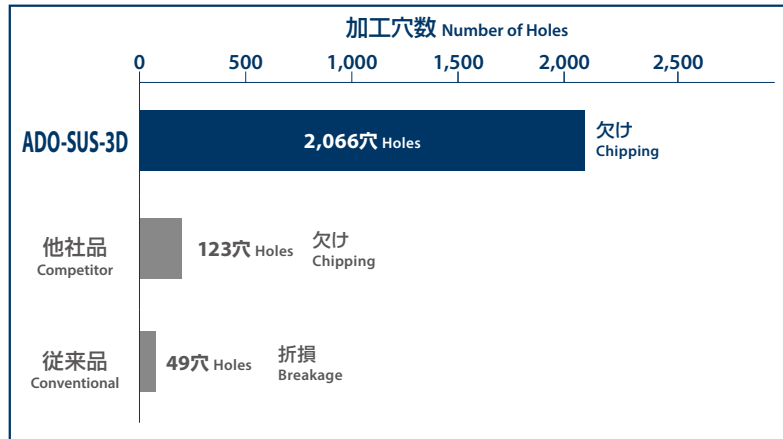 加工穴数 Number of Holes
0 500 1,000 1,500 2,000 2,500
ADO-SUS-3D
2,066穴 Holes
欠け
Chipping
他社品
Competitor
123穴 Holes
欠け
Chipping
従来品
Conventional
49穴 Holes
折損
Breakage